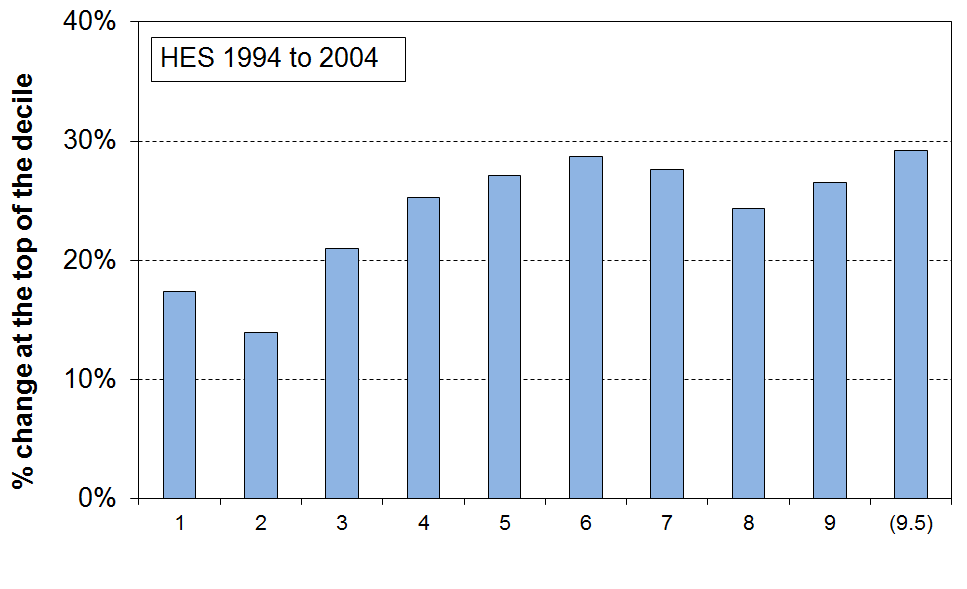 HES 1994 to 2004
% change at the top of the decile
40%
30%
20%
10%
0%
1 2 3 4 5 6 7 8 9 (9.5)